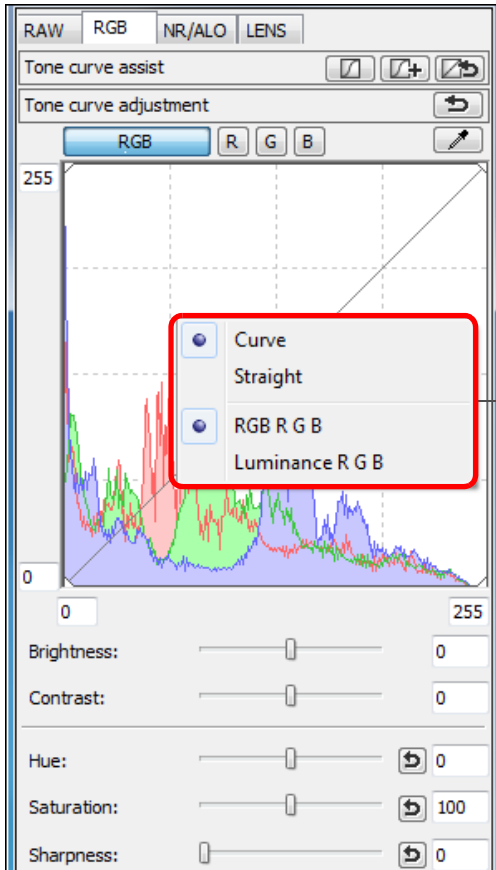 RAW RGB NR/ALO LENS
Tone curve assist
Tone curve adjustment
RGB R G B
255
Curve
Straight
RGB R G B
Luminance R G B
0
0 255
Brightness: 0
Contrast: 0
Hue: 0
Saturation: 100
Sharpness: 0